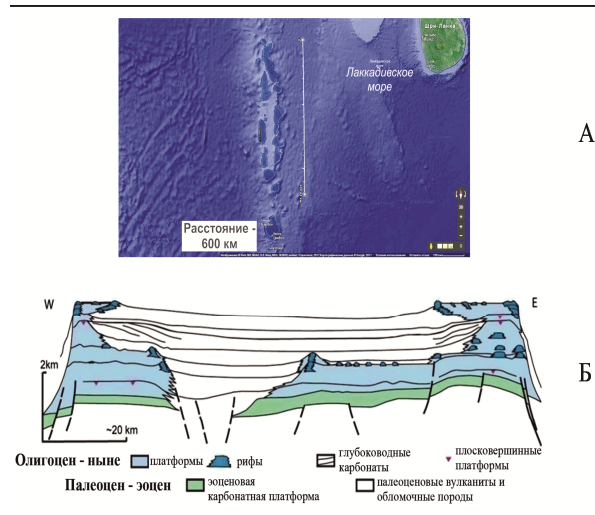 Шри-Ланка
Лаккадивское
море
А
Расстояние -
600 км
W
E
2km
~20 km
Б
Олигоцен - ныне
платформы
рифы
глубоководные
карбонаты
плосковершинные
платформы
Палеоцен - эоцен
эоценовая
карбонатная платформа
палеоценовые вулканиты и
обломочные породы